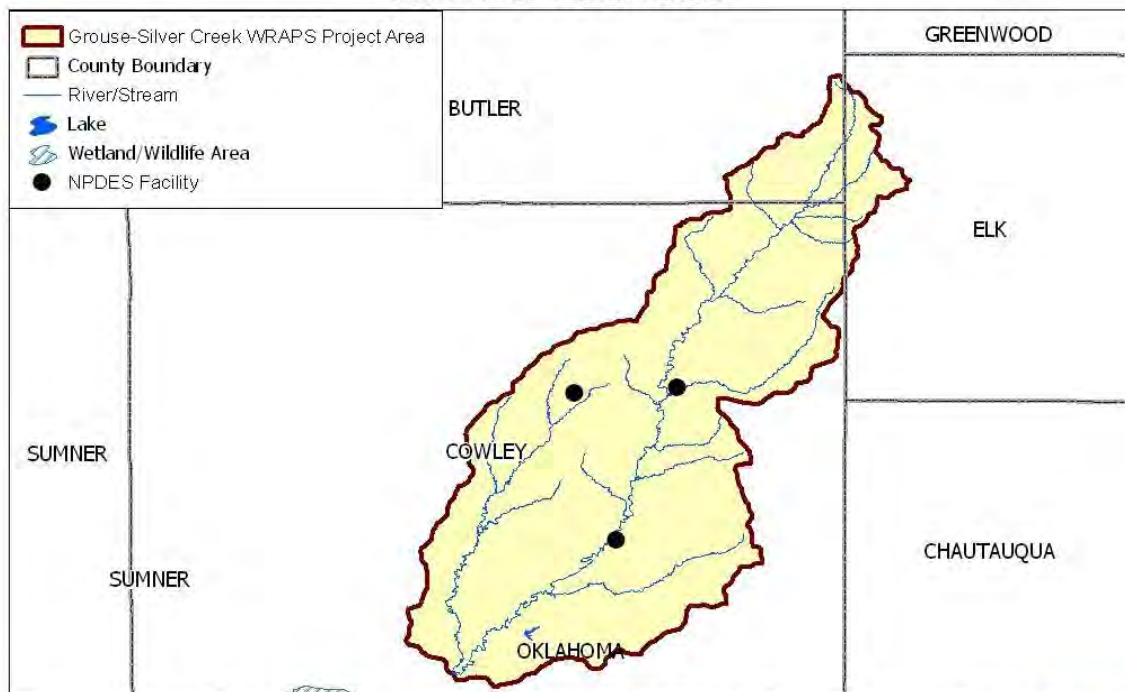 Grouse-Silver Creek WRAPS Project Area
County Boundary
River/Stream
Lake
Wetland/Wildlife Area
NPDES Facility
GREENWOOD
BUTLER
ELK
COWLEY
SUMNER
SUMNER
CHAUTAUQUA
OKLAHOMA